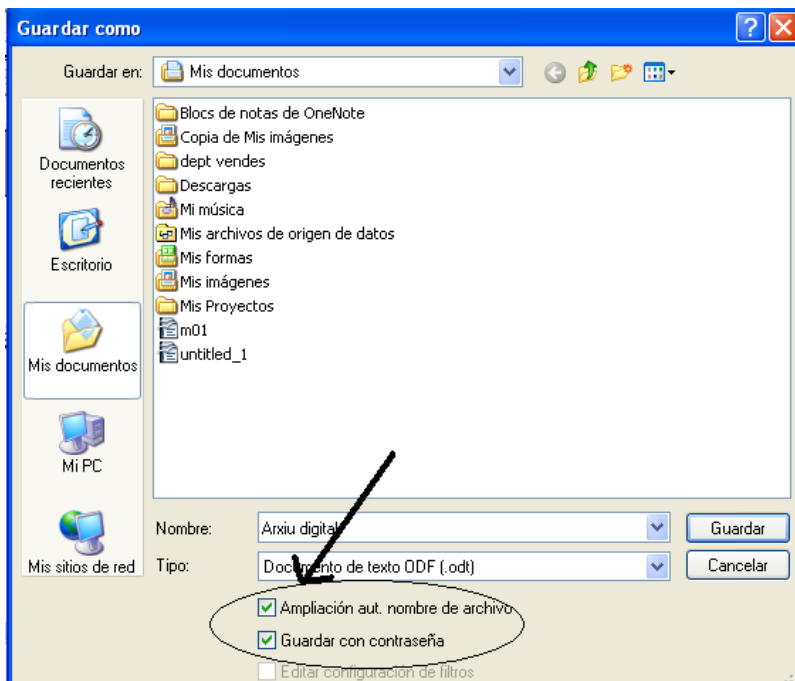 Guardar como
Guardar en:
Mis documentos
Documentos
recientes
Escritorio
Mis documentos
Mi PC
Mis sitios de red
Blocs de notas de OneNote
Copia de Mis imágenes
dept vendes
Descargas
Mi música
Mis archivos de origen de datos
Mis formas
Mis imágenes
Mis Proyectos
m01
untitled_1
Nombre:
Arxiu digital
Guardar
Tipo:
Documento de texto ODF (.odt)
Cancelar
Ampliación aut. nombre de archivo
Guardar con contraseña
Editar configuración de filtros